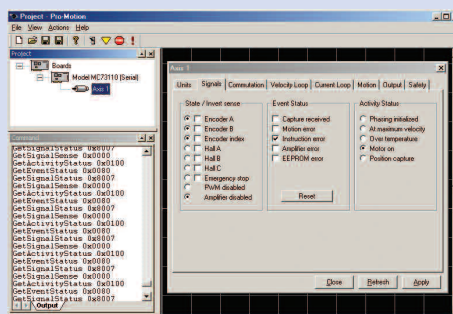 Project - Pro-Motion
File View Actions Help
Project
Boards
Model MC73110 (Serial)
Axis 1
Command
GetSignalStatus 0x8007
GetSignalSense 0x0000
GetActivityStatus 0x0100
GetEventStatus 0x0080
GetSignalStatus 0x8007
GetSignalSense 0x0000
GetActivityStatus 0x0100
GetEventStatus 0x0080
GetSignalStatus 0x8007
GetSignalSense 0x0000
GetActivityStatus 0x0100
GetEventStatus 0x0080
GetSignalStatus 0x8007
GetSignalSense 0x0000
GetActivityStatus 0x0100
GetEventStatus 0x0080
GetSignalStatus 0x8007
GetSignalSense 0x0000
GetActivityStatus 0x0100
GetEventStatus 0x0080
GetSignalStatus 0x8007
Output
Axis 1
Units Signals Commutation Velocity Loop Current Loop Motion Output Safety
State / Invert sense
Encoder A
Encoder B
Encoder index
Hall A
Hall B
Hall C
Emergency stop
PWM disabled
Amplifier disabled
Event Status
Capture received
Motion error
Instruction error
Amplifier error
EEPROM error
Reset
Activity Status
Phasing initialized
At maximum velocity
Over temperature
Motor on
Position capture
Close Refresh Apply